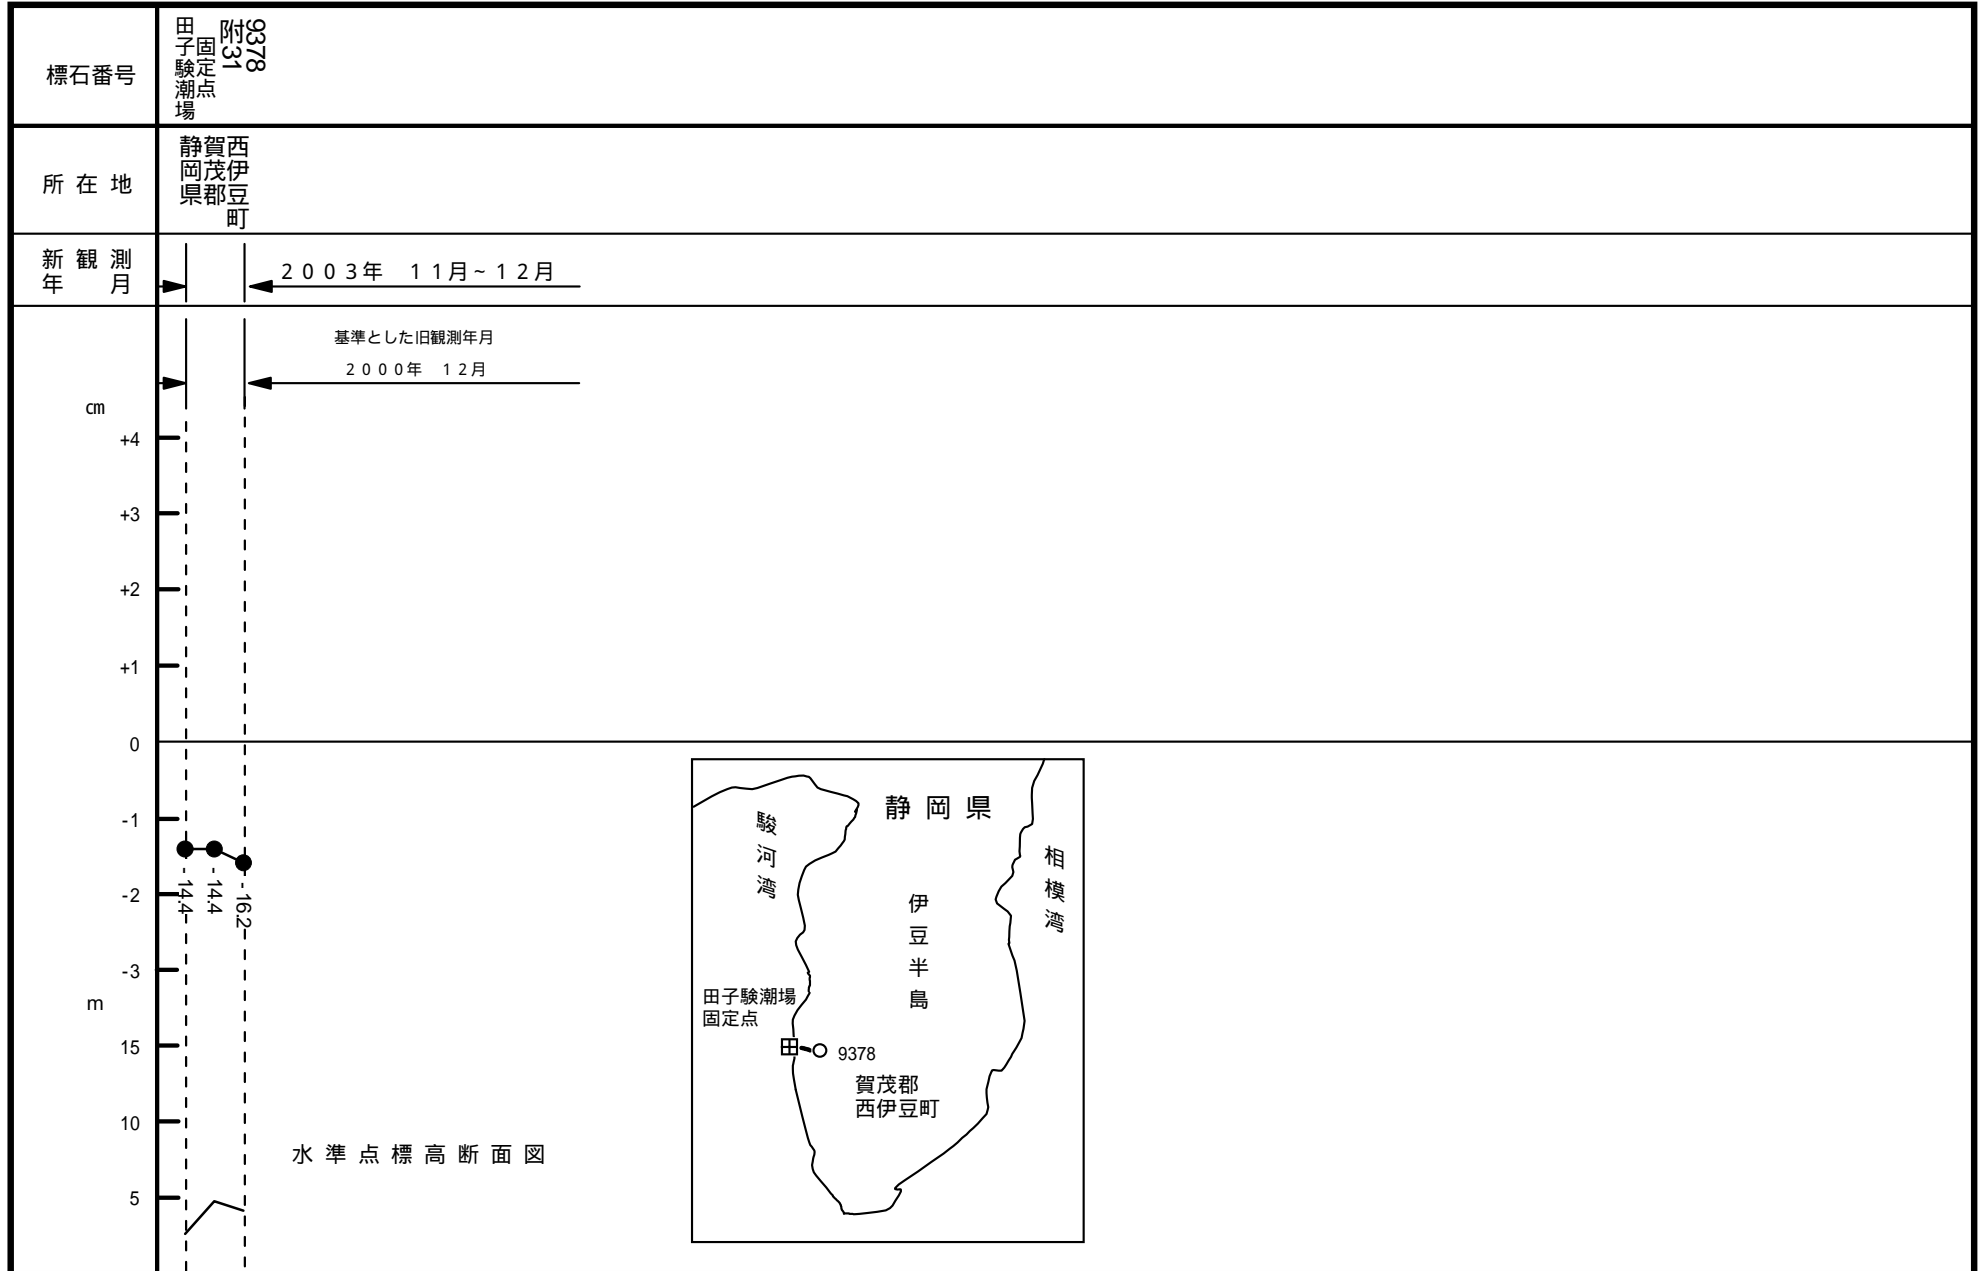 標石番号
田子験潮場
固定点
附31
9378
所在地
静岡県
賀茂郡
西伊豆町
新観測
年月
2003年 11月~12月
基準とした旧観測年月
2000年 12月
cm
+4
+3
+2
+1
0
-1
-2
-3
-14.4
-14.4
-16.2
m
15
10
5
水準点標高断面図
静岡県
駿河湾
相模湾
伊豆半島
田子験潮場
固定点
9378
賀茂郡
西伊豆町